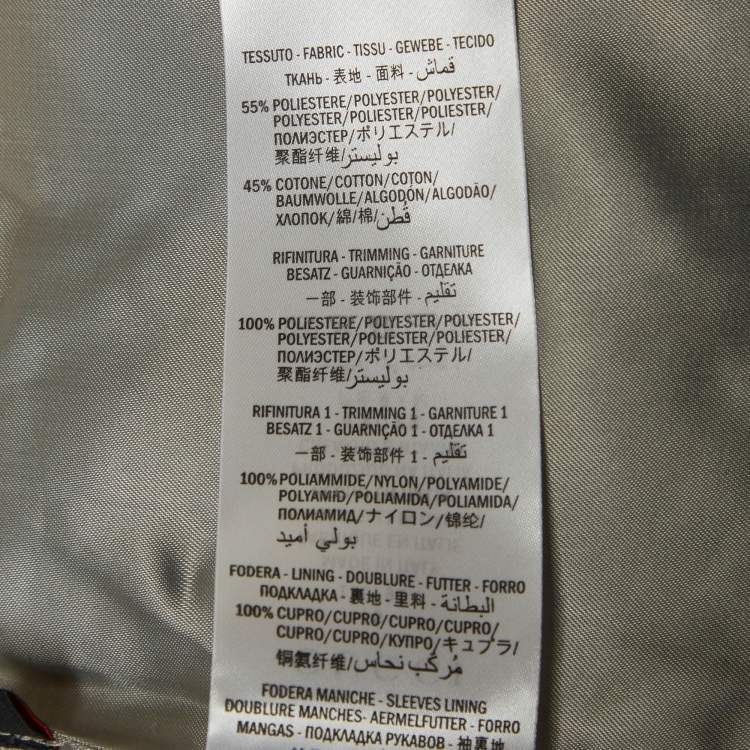 TESSUTO - FABRIC - TISSU - GEWEBE - TECIDO
ТКАНЬ - 表地 - 面料 - قماش
55% POLIESTERE/POLYESTER/POLYESTER/
POLYESTER/POLIESTER/POLIESTER/
ПОЛИЭСТЕР/ポリエステル/
聚酯纤维/بوليستر
45% COTONE/COTTON/COTON/
BAUMWOLLE/ALGODÓN/ALGODÃO/
ХЛОПОК/綿/棉/قُطن
RIFINITURA - TRIMMING - GARNITURE
BESATZ - GUARNIÇÃO - ОТДЕЛКА
一部 - 装饰部件 - تقليم
100% POLIESTERE/POLYESTER/POLYESTER/
POLYESTER/POLIESTER/POLIESTER/
ПОЛИЭСТЕР/ポリエステル/
聚酯纤维/بوليستر
RIFINITURA 1 - TRIMMING 1 - GARNITURE 1
BESATZ 1 - GUARNIÇÃO 1 - ОТДЕЛКА 1
一部 - 装饰部件 1 - تقليم
100% POLIAMMIDE/NYLON/POLYAMIDE/
POLYAMID/POLIAMIDA/POLIAMIDA/
ПОЛИАМИД/ナイロン/锦纶/
بولي أميد
FODERA - LINING - DOUBLURE - FUTTER - FORRO
ПОДКЛАДКА - 裏地 - 里料 - البطانة
100% CUPRO/CUPRO/CUPRO/CUPRO/
CUPRO/CUPRO/КУПРО/キュプラ/
铜氨纤维/مُركب نحاس
FODERA MANICHE - SLEEVES LINING
DOUBLURE MANCHES- AERMELFUTTER - FORRO
MANGAS - ПОДКЛАДКА РУКАВОВ - 袖裏地